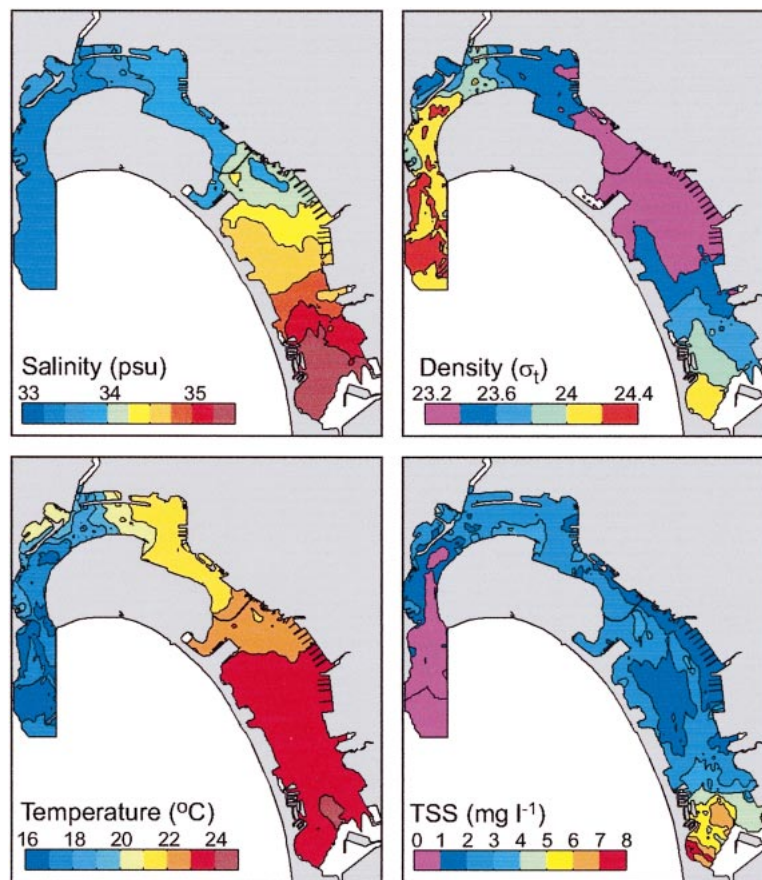 Salinity (psu)
33 34 35
Density (σt)
23.2 23.6 24 24.4
Temperature (ºC)
16 18 20 22 24
TSS (mg l-1)
0 1 2 3 4 5 6 7 8